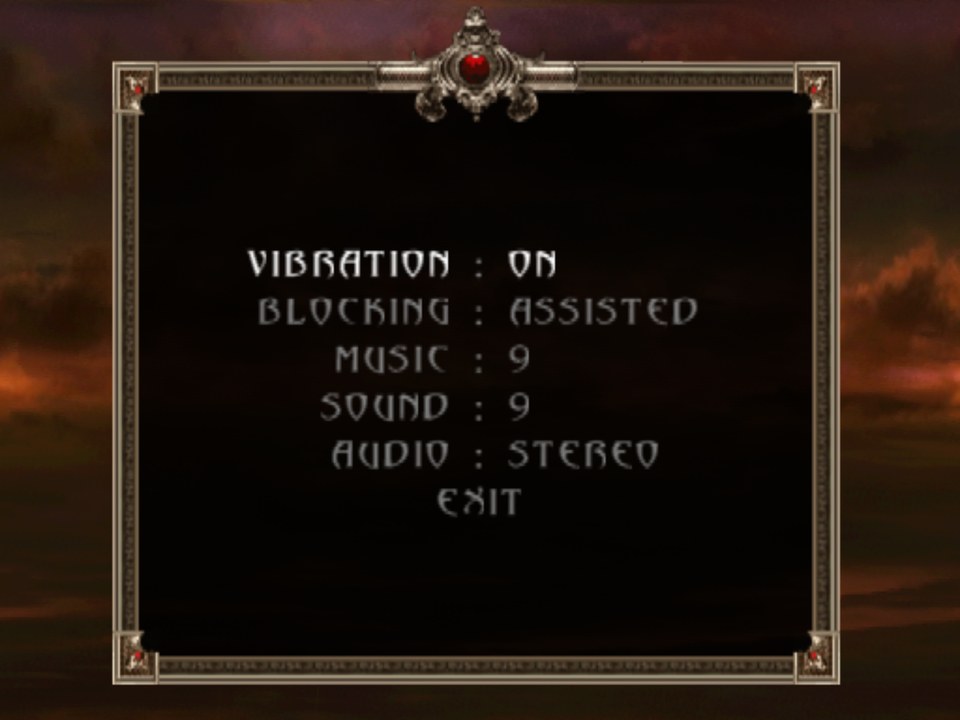 VIBRATION : ON
BLOCKING : ASSISTED
MUSIC : 9
SOUND : 9
AUDIO : STEREO
EXIT